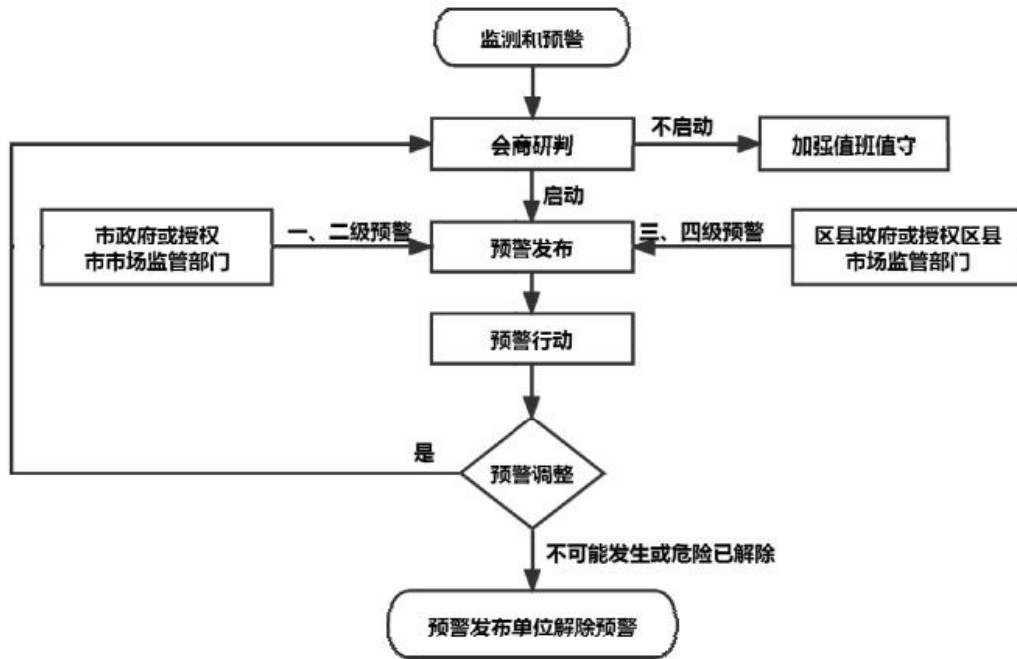 监测和预警
会商研判
不启动
加强值班值守
启动
市政府或授权
市市场监管部门
一、二级预警
预警发布
三、四级预警
区县政府或授权区县
市场监管部门
预警行动
是
预警调整
不可能发生或危险已解除
预警发布单位解除预警